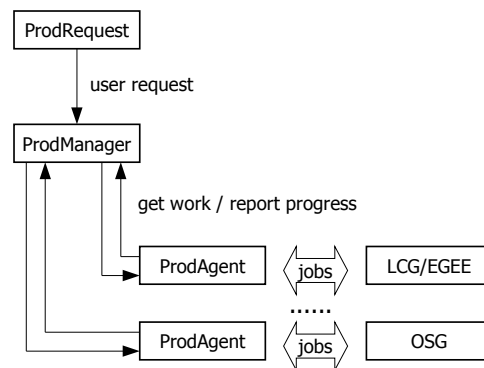 ProdRequest
user request
ProdManager
get work / report progress
ProdAgent jobs LCG/EGEE
......
ProdAgent jobs OSG